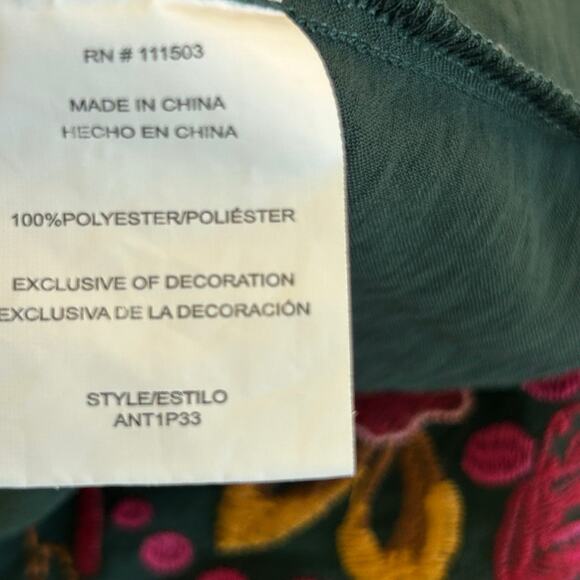 RN # 111503
MADE IN CHINA
HECHO EN CHINA
100%POLYESTER/POLIÉSTER
EXCLUSIVE OF DECORATION
EXCLUSIVA DE LA DECORACIÓN
STYLE/ESTILO
ANT1P33